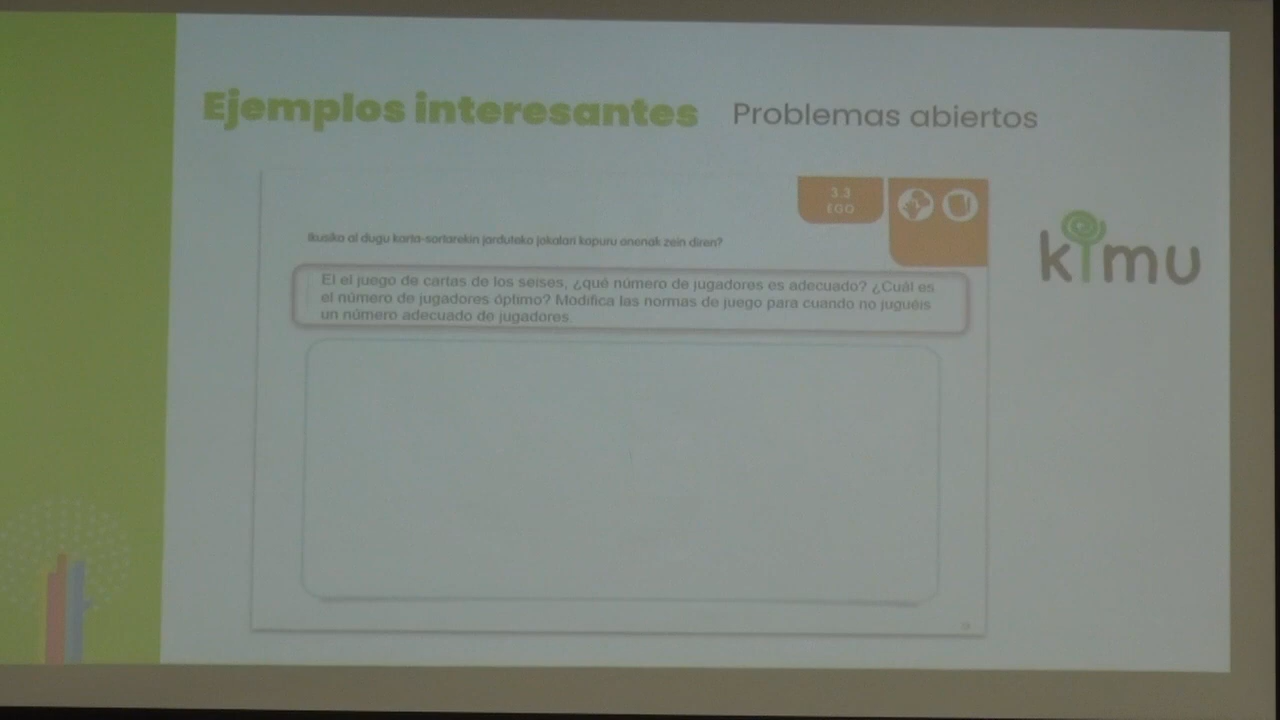 Ejemplos interesantes Problemas abiertos
3.3
EGO
kimu
Ikusiko al dugu karta-sortarekin jarduteko jokalari kopuru onenak zein diren?
El el juego de cartas de los seises, ¿qué número de jugadores es adecuado? ¿Cuál es
el número de jugadores óptimo? Modifica las normas de juego para cuando no juguéis
un número adecuado de jugadores.